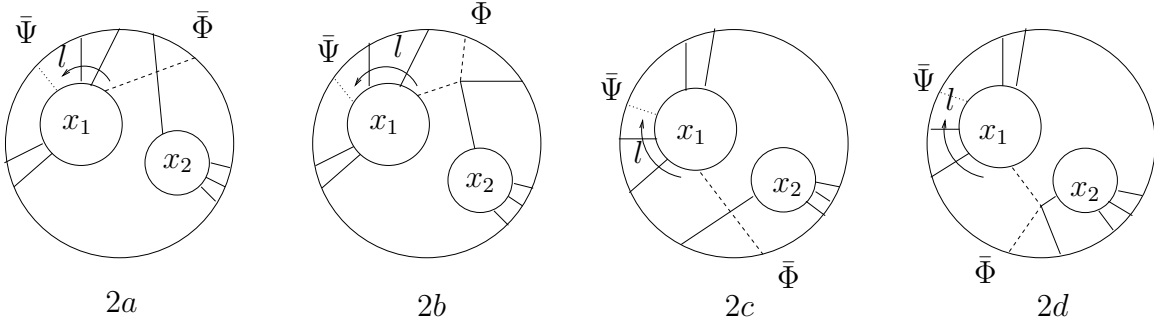 Ψ̄ l Φ̄ x₁ x₂
Ψ̄ l Φ x₁ x₂
Ψ̄ l x₁ x₂ Φ̄
Ψ̄ l x₁ x₂ Φ̄
2a 2b 2c 2d